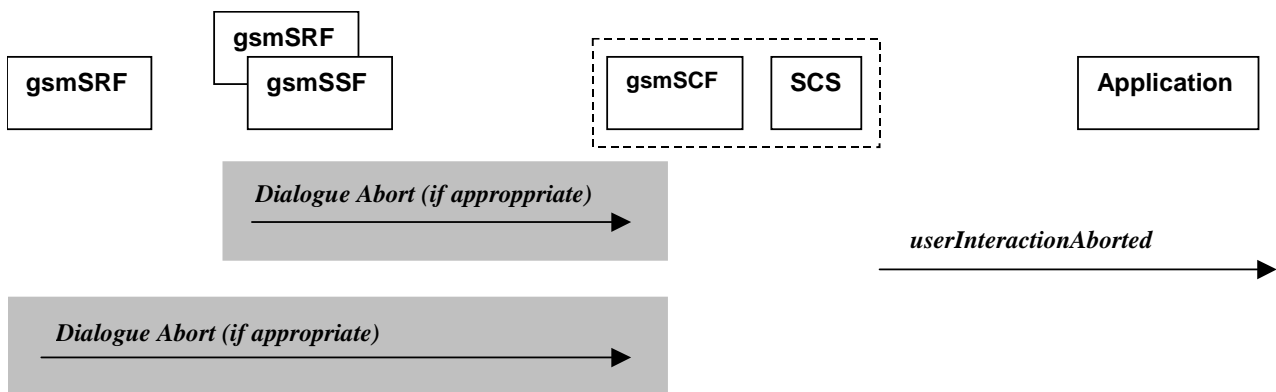 gsmSRF
gsmSRF
gsmSSF
gsmSCF
SCS
Application
Dialogue Abort (if approppriate)
userInteractionAborted
Dialogue Abort (if appropriate)